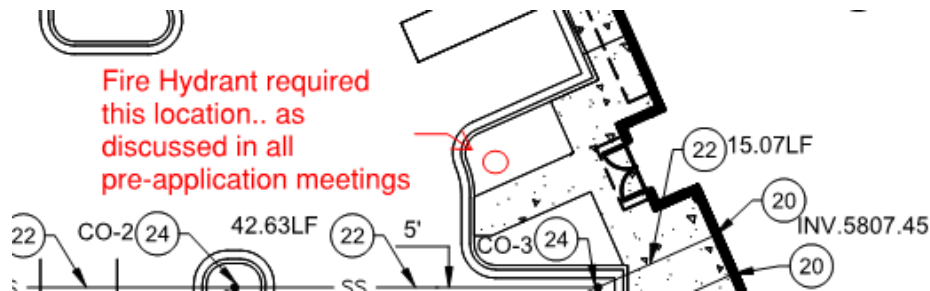 Fire Hydrant required
this location.. as
discussed in all
pre-application meetings
22 15.07LF
20
INV.5807.45
22
CO-2 24
42.63LF
22
5'
CO-3 24
20
SS